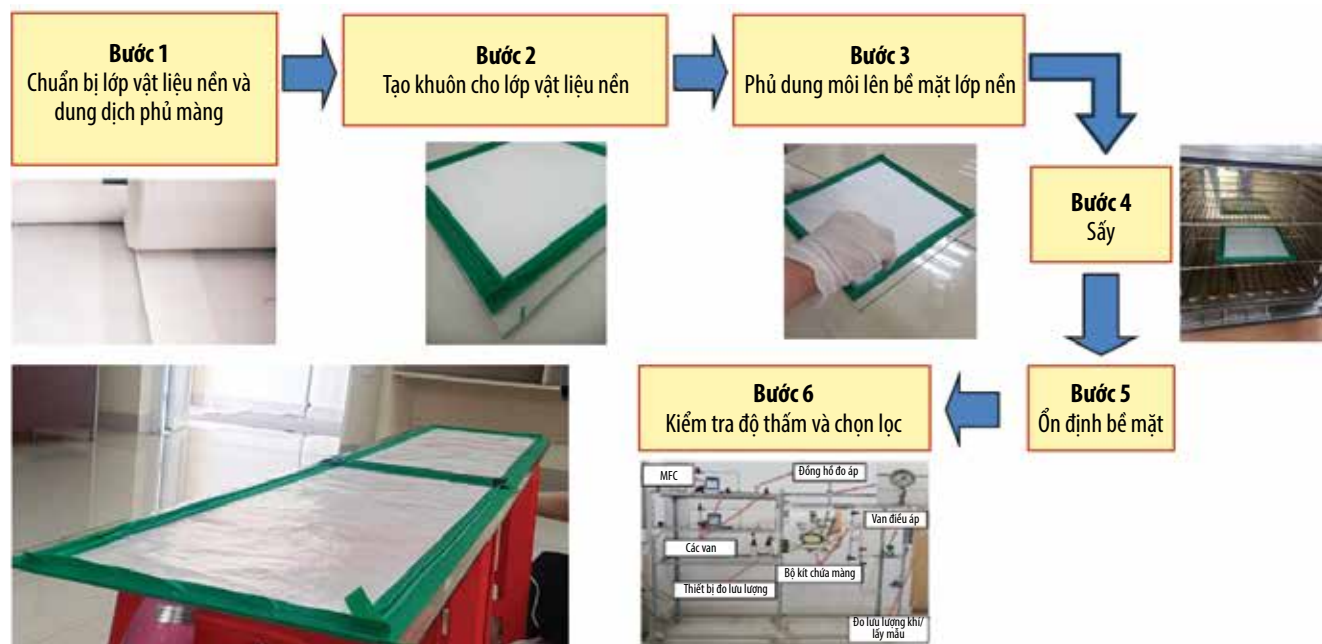 Bước 1
Chuẩn bị lớp vật liệu nền và
dung dịch phủ màng
Bước 2
Tạo khuôn cho lớp vật liệu nền
Bước 3
Phủ dung môi lên bề mặt lớp nền
Bước 4
Sấy
Bước 5
Ổn định bề mặt
Bước 6
Kiểm tra độ thấm và chọn lọc
MFC
Đồng hồ đo áp
Van điều áp
Các van
Bộ kít chứa màng
Thiết bị đo lưu lượng
Đo lưu lượng khí/
lấy mẫu